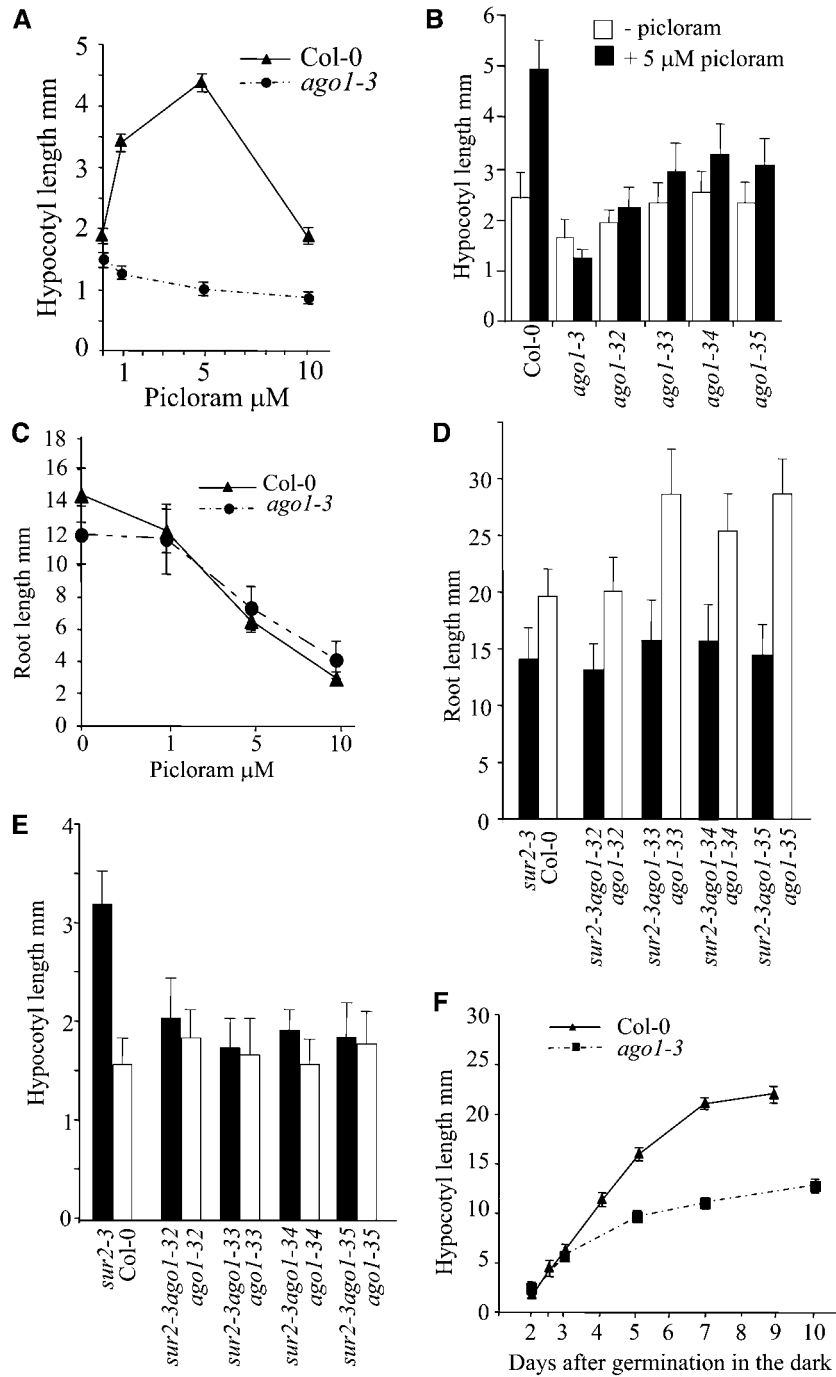 A
Hypocotyl length mm
5
4
3
2
1
0
Col-0
ago1-3
1 5 10
Picloram µM
B
Hypocotyl length mm
6
5
4
3
2
1
0
- picloram
+ 5 µM picloram
Col-0
ago1-3
ago1-32
ago1-33
ago1-34
ago1-35
C
Root length mm
18
16
14
12
10
8
6
4
2
0
Col-0
ago1-3
0 1 5 10
Picloram µM
D
Root length mm
30
25
20
15
10
5
0
sur2-3
Col-0
sur2-3ago1-32
ago1-32
sur2-3ago1-33
ago1-33
sur2-3ago1-34
ago1-34
sur2-3ago1-35
ago1-35
E
Hypocotyl length mm
4
3
2
1
0
sur2-3
Col-0
sur2-3ago1-32
ago1-32
sur2-3ago1-33
ago1-33
sur2-3ago1-34
ago1-34
sur2-3ago1-35
ago1-35
F
Hypocotyl length mm
30
25
20
15
10
5
0
Col-0
ago1-3
2 3 4 5 7 9 10
Days after germination in the dark